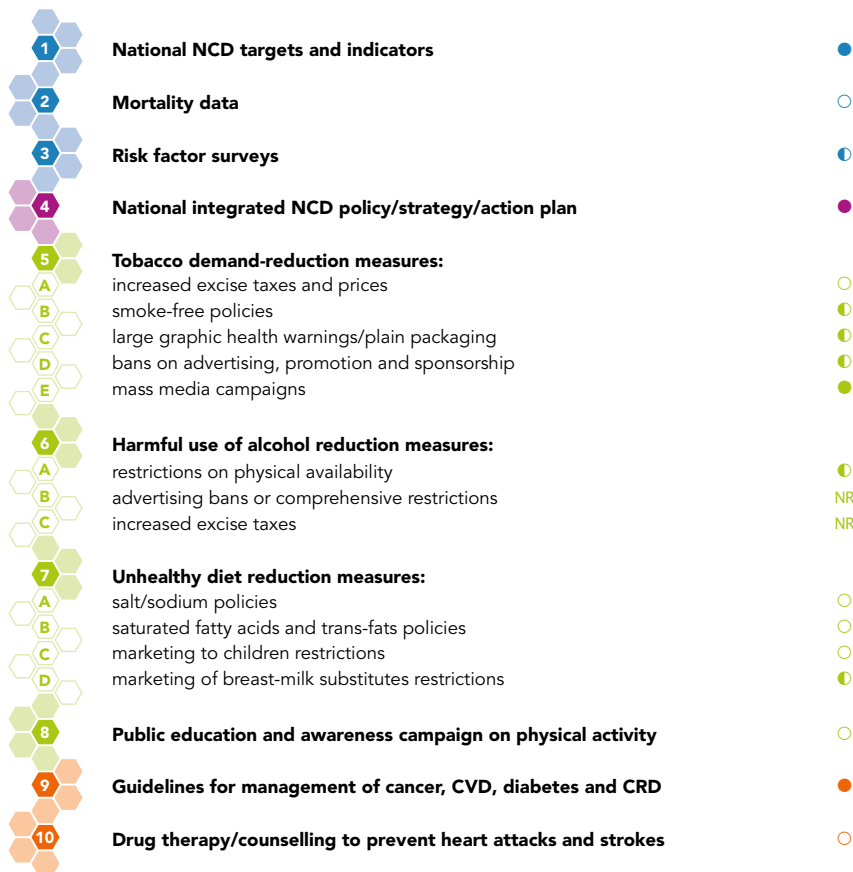 1 National NCD targets and indicators ●
2 Mortality data ○
3 Risk factor surveys ◐
4 National integrated NCD policy/strategy/action plan ●
5 Tobacco demand-reduction measures:
A increased excise taxes and prices ○
B smoke-free policies ◐
C large graphic health warnings/plain packaging ◐
D bans on advertising, promotion and sponsorship ◐
E mass media campaigns ●
6 Harmful use of alcohol reduction measures:
A restrictions on physical availability ◐
B advertising bans or comprehensive restrictions NR
C increased excise taxes NR
7 Unhealthy diet reduction measures:
A salt/sodium policies ○
B saturated fatty acids and trans-fats policies ○
C marketing to children restrictions ○
D marketing of breast-milk substitutes restrictions ◐
8 Public education and awareness campaign on physical activity ○
9 Guidelines for management of cancer, CVD, diabetes and CRD ●
10 Drug therapy/counselling to prevent heart attacks and strokes ○